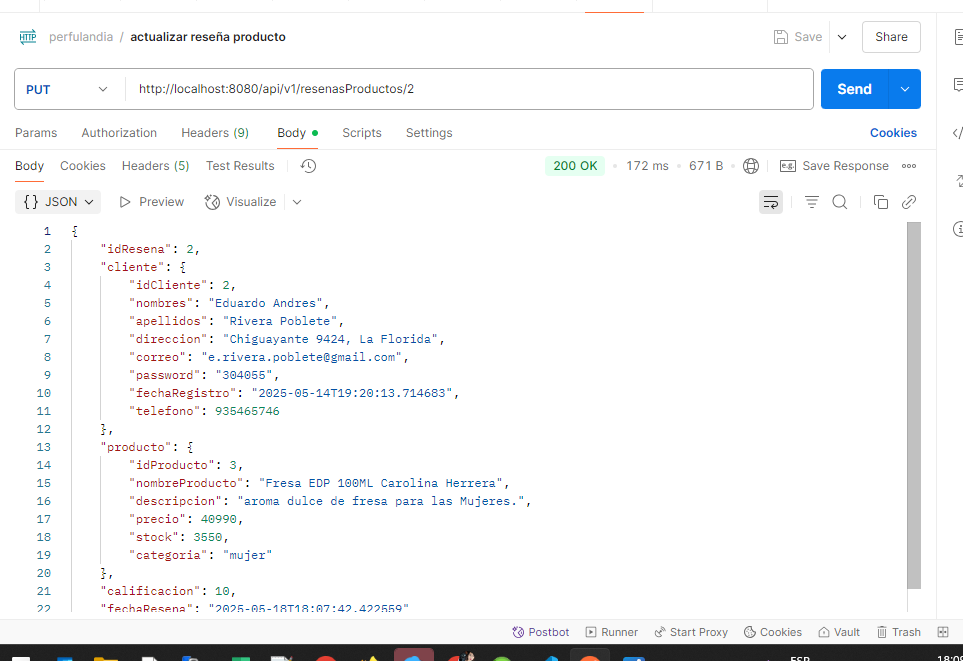 HTTP perfulandia / actualizar reseña producto Save Share
PUT http://localhost:8080/api/v1/resenasProductos/2 Send
Params Authorization Headers (9) Body Scripts Settings Cookies
Body Cookies Headers (5) Test Results 200 OK 172 ms 671 B e.g. Save Response
{} JSON Preview Visualize
1 {
2 "idResena": 2,
3 "cliente": {
4 "idCliente": 2,
5 "nombres": "Eduardo Andres",
6 "apellidos": "Rivera Poblete",
7 "direccion": "Chiguayante 9424, La Florida",
8 "correo": "e.rivera.poblete@gmail.com",
9 "password": "304055",
10 "fechaRegistro": "2025-05-14T19:20:13.714683",
11 "telefono": 935465746
12 },
13 "producto": {
14 "idProducto": 3,
15 "nombreProducto": "Fresa EDP 100ML Carolina Herrera",
16 "descripcion": "aroma dulce de fresa para las Mujeres.",
17 "precio": 40990,
18 "stock": 3550,
19 "categoria": "mujer"
20 },
21 "calificacion": 10,
22 "fechaResena": "2025-05-18T18:07:42.422559"
Postbot Runner Start Proxy Cookies Vault Trash
ESP